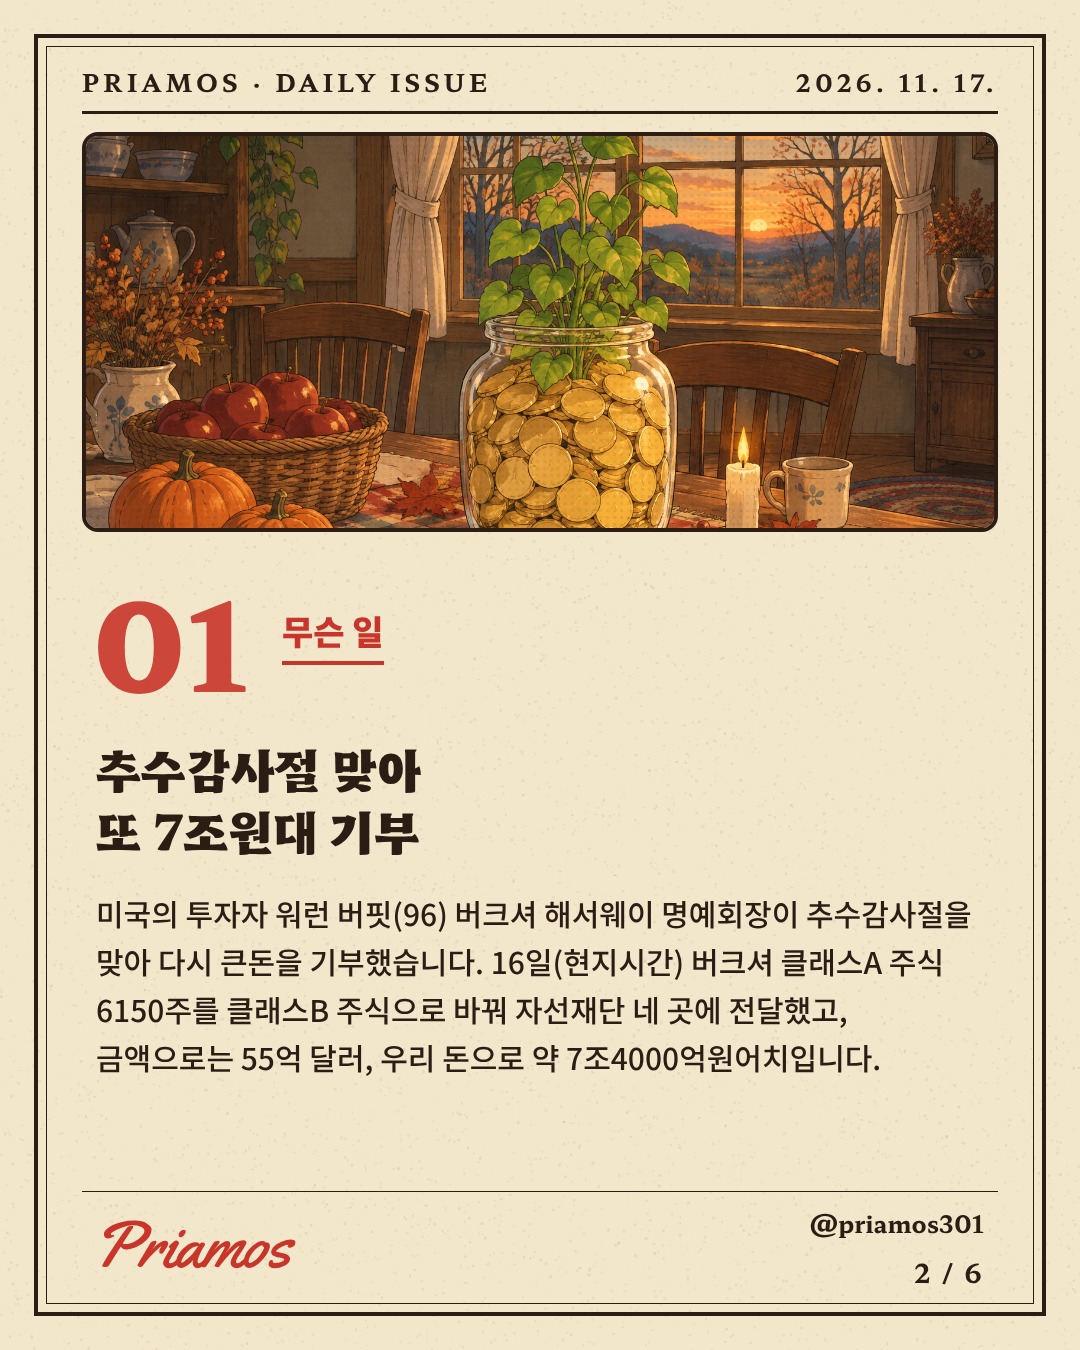 PRIAMOS · DAILY ISSUE
2026. 11. 17.
01
무슨 일
추수감사절 맞아
또 7조원대 기부
미국의 투자자 워런 버핏(96) 버크셔 해서웨이 명예회장이 추수감사절을
맞아 다시 큰돈을 기부했습니다. 16일(현지시간) 버크셔 클래스A 주식
6150주를 클래스B 주식으로 바꿔 자선재단 네 곳에 전달했고,
금액으로는 55억 달러, 우리 돈으로 약 7조4000억원어치입니다.
Priamos
@priamos301
2 / 6